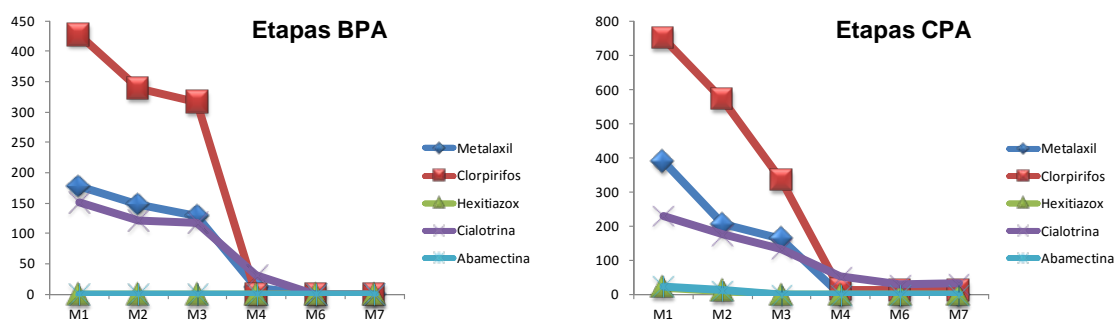 Etapas BPA
450
400
350
300
250
200
150
100
50
0
M1 M2 M3 M4 M6 M7
Metalaxil
Clorpirifos
Hexitiazox
Cialotrina
Abamectina
Etapas CPA
800
700
600
500
400
300
200
100
0
M1 M2 M3 M4 M6 M7
Metalaxil
Clorpirifos
Hexitiazox
Cialotrina
Abamectina